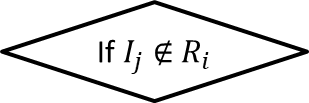 If I_j ∉ R_i